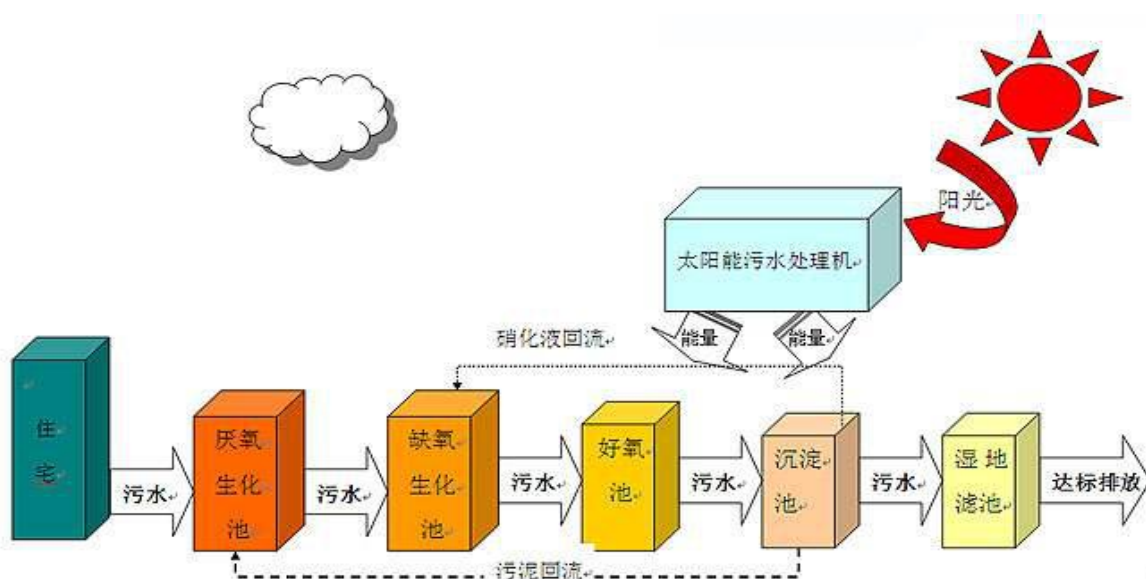 阳光
太阳能污水处理机
能量
能量
硝化液回流
住
宅
污水
厌氧
生化
池
污水
缺氧
生化
池
污水
好氧
池
污水
沉淀
池
污水
湿地
滤池
达标排放
污泥回流